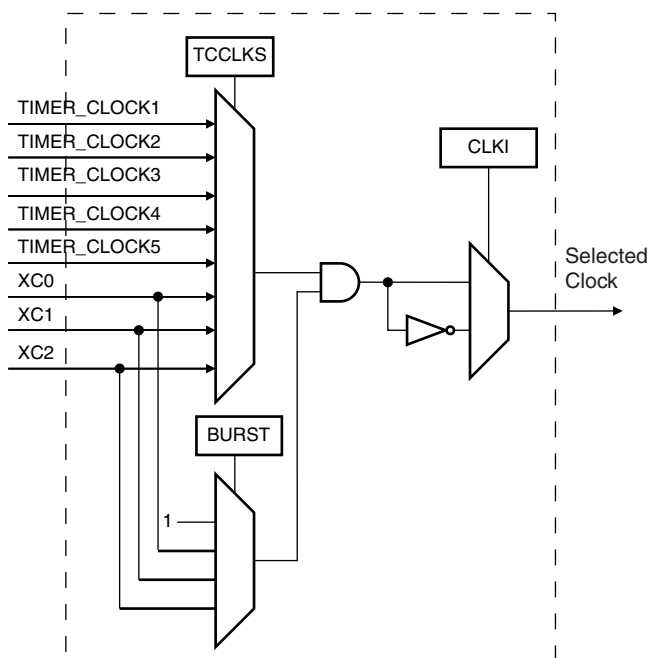 TCCLKS
TIMER_CLOCK1
TIMER_CLOCK2
TIMER_CLOCK3
TIMER_CLOCK4
TIMER_CLOCK5
XC0
XC1
XC2
CLKI
Selected
Clock
BURST
1